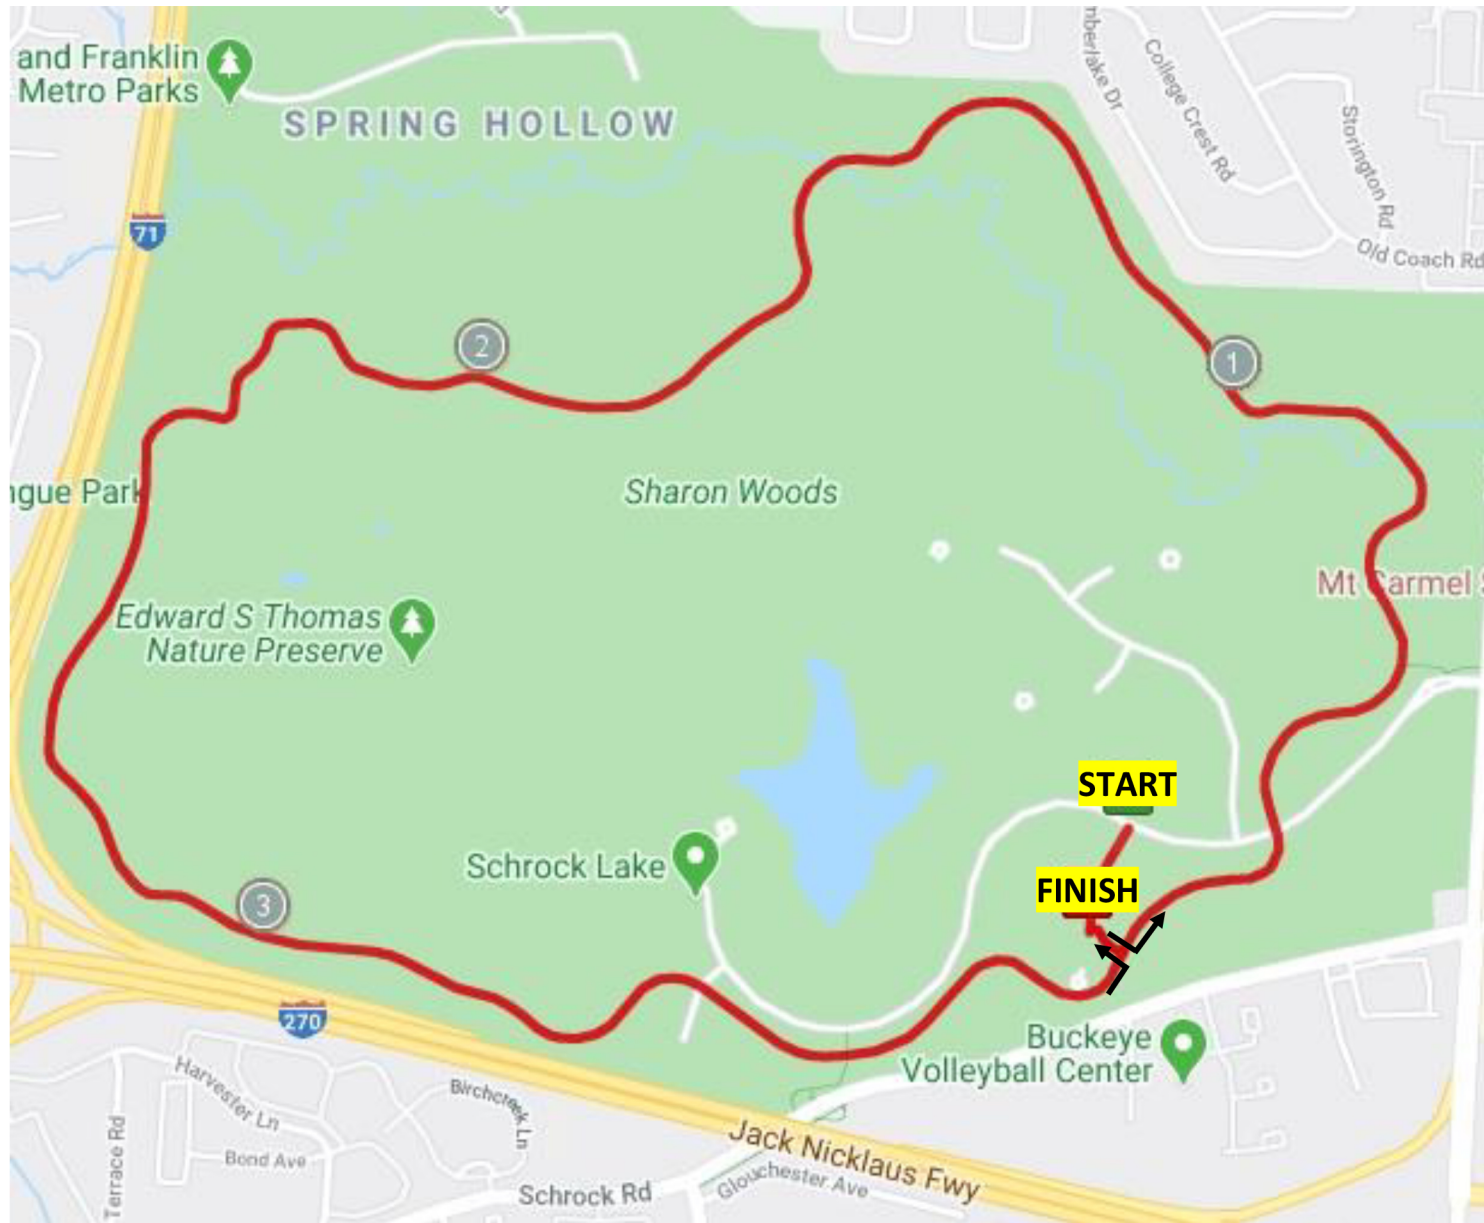 and Franklin
Metro Parks
SPRING HOLLOW
College Crest Rd
Storington Rd
Old Coach Rd
71
2
1
Park
Sharon Woods
Mt Carmel
Edward S Thomas
Nature Preserve
START
Schrock Lake
FINISH
3
270
Buckeye
Volleyball Center
Harvester Ln
Birchcreek Ln
Terrace Rd
Bond Ave
Jack Nicklaus Fwy
Schrock Rd
Glouchester Ave